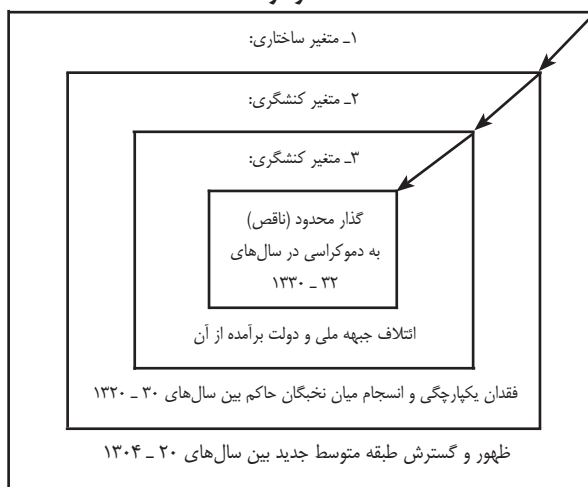 ۱ـ متغیر ساختاری:
۲ـ متغیر کنشگری:
۳ـ متغیر کنشگری:
گذار محدود (ناقص)
به دموکراسی در سال‌های
۳۲ ـ ۱۳۳۰
ائتلاف جبهه ملی و دولت برآمده از آن
فقدان یکپارچگی و انسجام میان نخبگان حاکم بین سال‌های ۳۰ ـ ۱۳۲۰
ظهور و گسترش طبقه متوسط جدید بین سال‌های ۲۰ ـ ۱۳۰۴